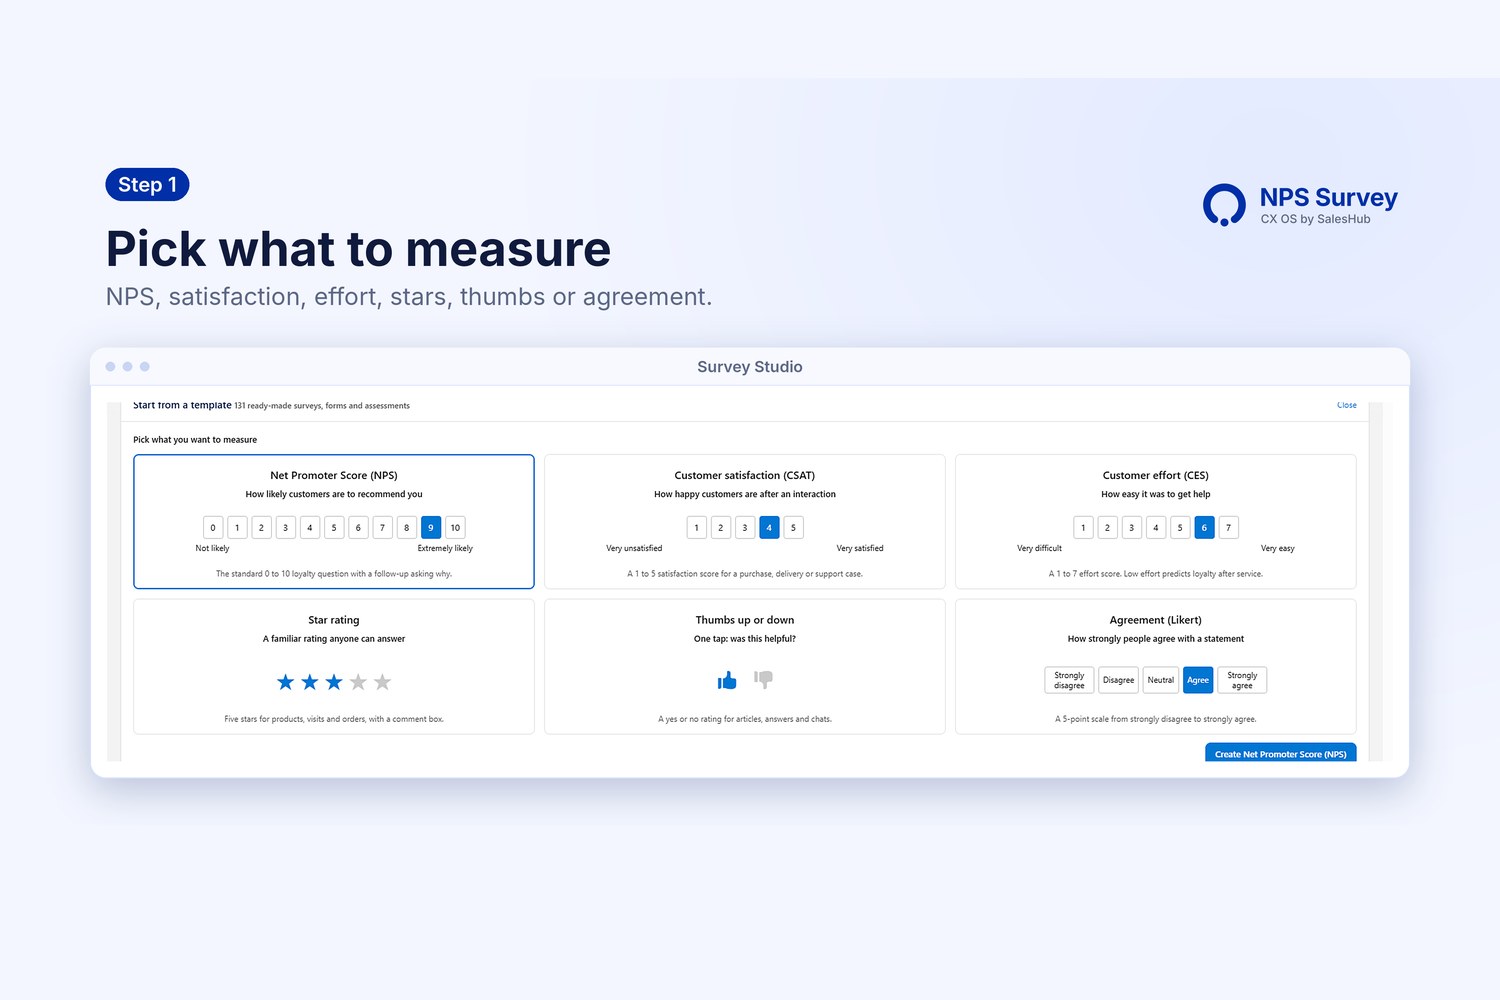 Step 1
Pick what to measure
NPS, satisfaction, effort, stars, thumbs or agreement.
NPS Survey
CX OS by SalesHub
Survey Studio
Start from a template 131 ready-made surveys, forms and assessments
Close
Pick what you want to measure
Net Promoter Score (NPS)
How likely customers are to recommend you
0 1 2 3 4 5 6 7 8 9 10
Not likely Extremely likely
The standard 0 to 10 loyalty question with a follow-up asking why.
Customer satisfaction (CSAT)
How happy customers are after an interaction
1 2 3 4 5
Very unsatisfied Very satisfied
A 1 to 5 satisfaction score for a purchase, delivery or support case.
Customer effort (CES)
How easy it was to get help
1 2 3 4 5 6 7
Very difficult Very easy
A 1 to 7 effort score. Low effort predicts loyalty after service.
Star rating
A familiar rating anyone can answer
Five stars for products, visits and orders, with a comment box.
Thumbs up or down
One tap: was this helpful?
A yes or no rating for articles, answers and chats.
Agreement (Likert)
How strongly people agree with a statement
Strongly disagree Disagree Neutral Agree Strongly agree
A 5-point scale from strongly disagree to strongly agree.
Create Net Promoter Score (NPS)